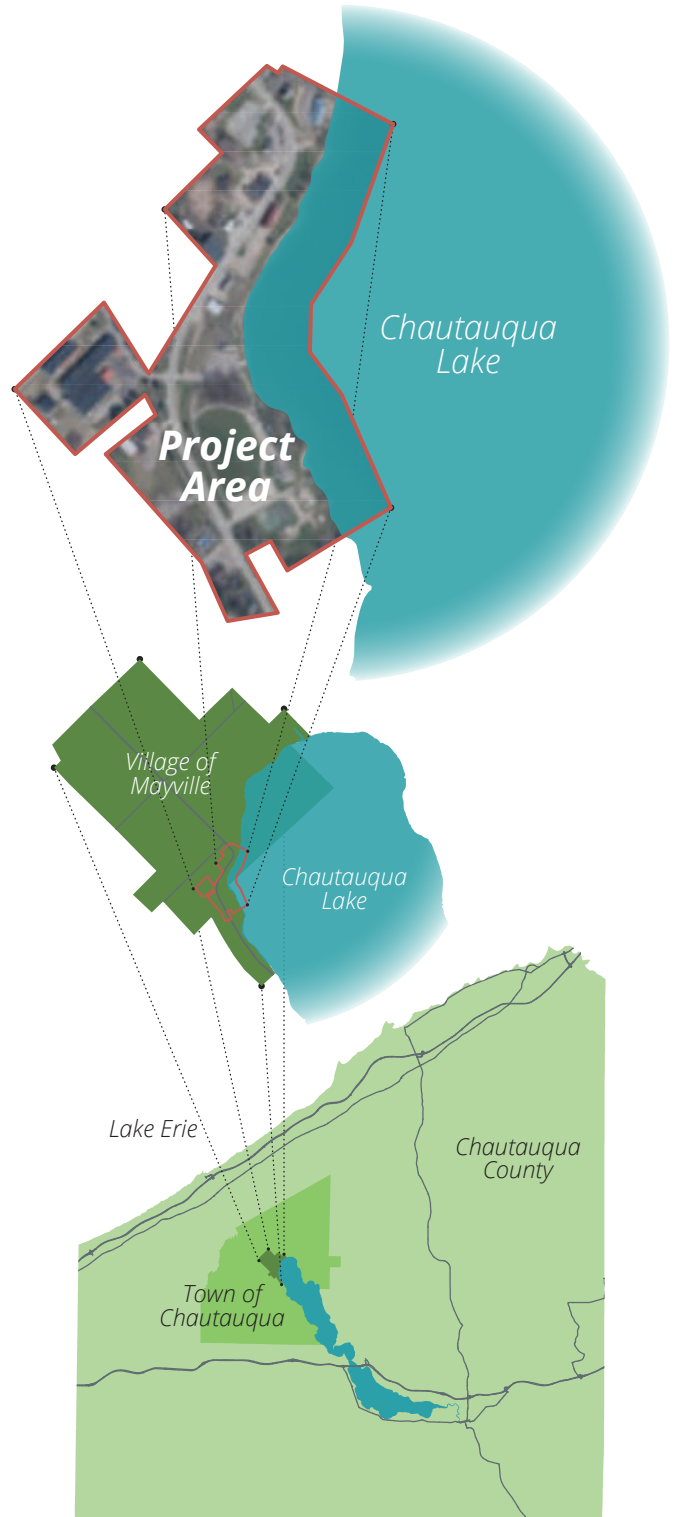 Chautauqua
Lake
Project
Area
Village of
Mayville
Chautauqua
Lake
Lake Erie
Chautauqua
County
Town of
Chautauqua